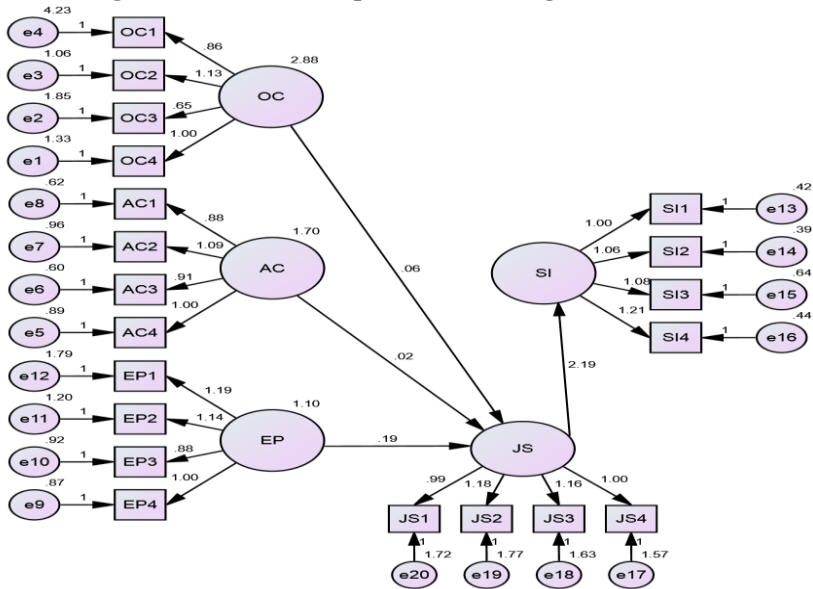 4.23
e4 1 OC1 .86
1.06
e3 1 OC2 1.13
1.85
e2 1 OC3 .65
1.33
e1 1 OC4 1.00
2.88
OC
.62
e8 1 AC1 .88
.96
e7 1 AC2 1.09
.60
e6 1 AC3 .91
.89
e5 1 AC4 1.00
1.70
AC
1.79
e12 1 EP1 1.19
1.20
e11 1 EP2 1.14
.92
e10 1 EP3 .88
.87
e9 1 EP4 1.00
1.10
EP
.06
.02
.19
JS
2.19
SI
1.00 SI1 1 e13 .42
1.06 SI2 1 e14 .39
1.08 SI3 1 e15 .64
1.21 SI4 1 e16 .44
.99 1.18 1.16 1.00
JS1 JS2 JS3 JS4
1 1 1 1
1.72 1.77 1.63 1.57
e20 e19 e18 e17